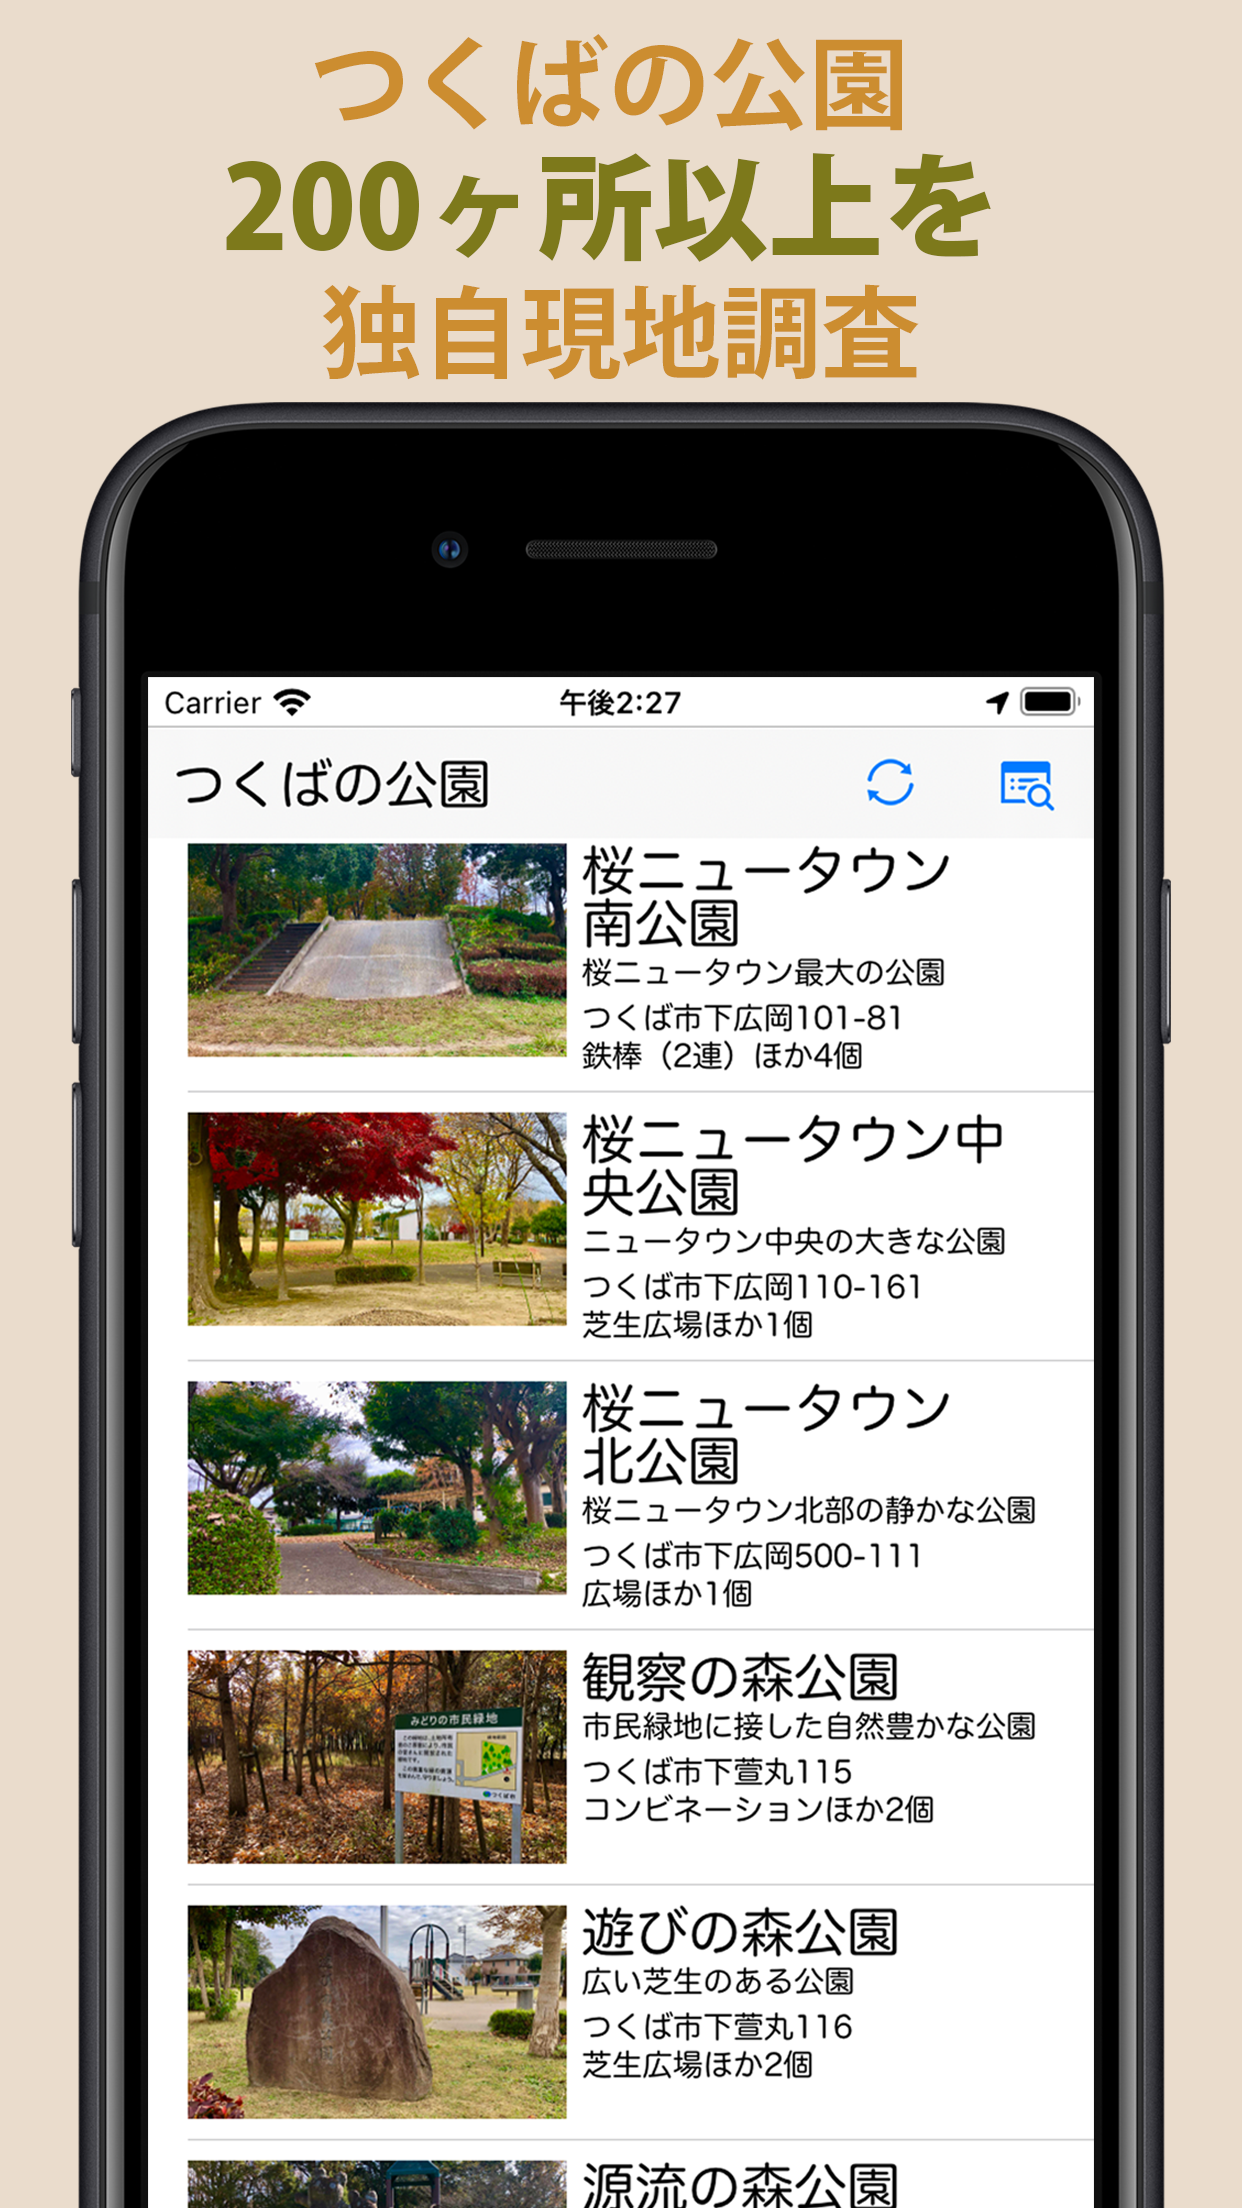 つくばの公園
200ヶ所以上を
独自現地調査
Carrier 午後2:27
つくばの公園
桜ニュータウン
南公園
桜ニュータウン最大の公園
つくば市下広岡101-81
鉄棒（2連）ほか4個
桜ニュータウン中
央公園
ニュータウン中央の大きな公園
つくば市下広岡110-161
芝生広場ほか1個
桜ニュータウン
北公園
桜ニュータウン北部の静かな公園
つくば市下広岡500-111
広場ほか1個
観察の森公園
市民緑地に接した自然豊かな公園
つくば市下萱丸115
コンビネーションほか2個
みどりの市民緑地
つくば市
遊びの森公園
広い芝生のある公園
つくば市下萱丸116
芝生広場ほか2個
源流の森公園